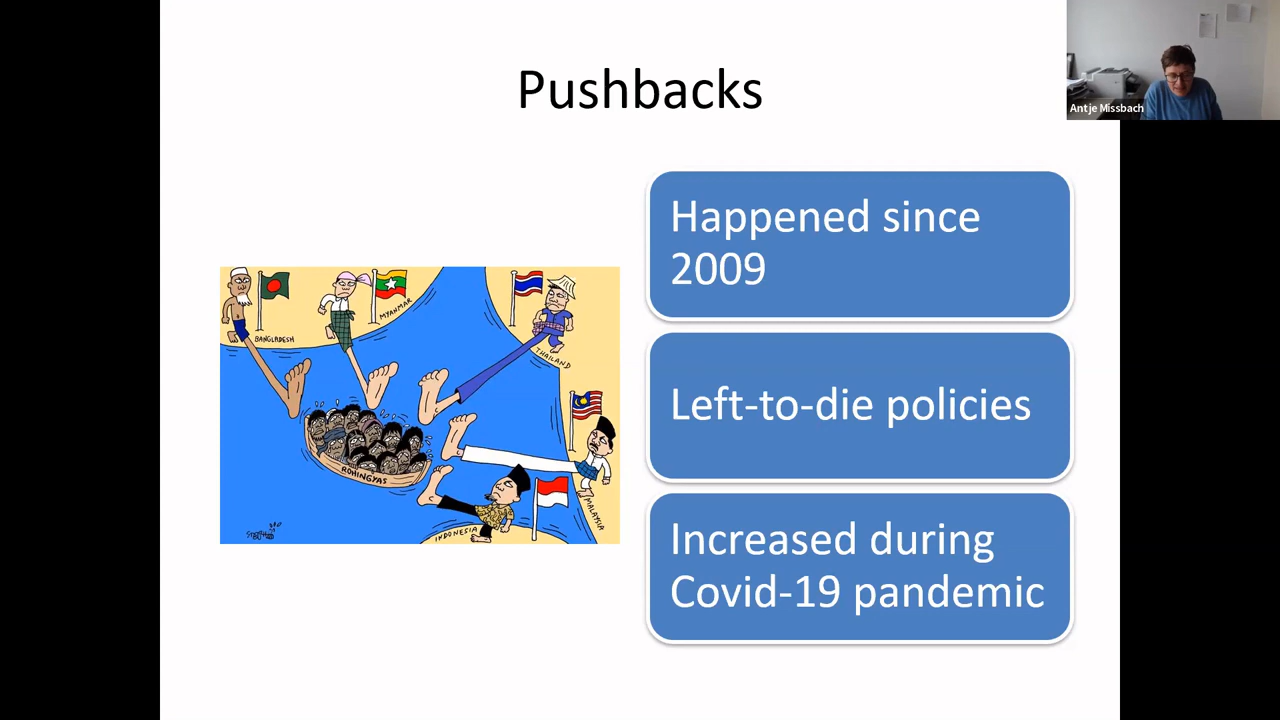 Pushbacks
Antje Missbach
Happened since
2009
Left-to-die policies
Increased during
Covid-19 pandemic
BANGLADESH
MYANMAR
THAILAND
MALAYSIA
INDONESIA
ROHINGYAS